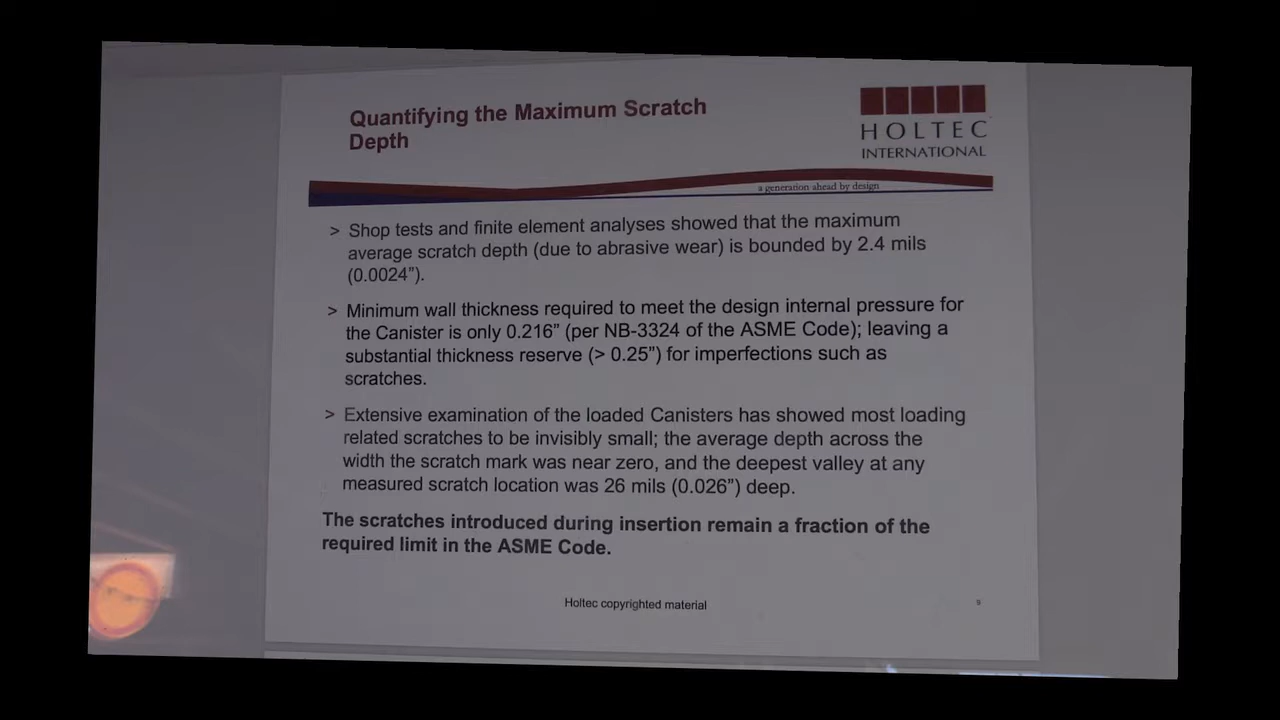 Quantifying the Maximum Scratch
Depth
HOLTEC
INTERNATIONAL
a generation ahead by design
> Shop tests and finite element analyses showed that the maximum
average scratch depth (due to abrasive wear) is bounded by 2.4 mils
(0.0024”).
> Minimum wall thickness required to meet the design internal pressure for
the Canister is only 0.216” (per NB-3324 of the ASME Code); leaving a
substantial thickness reserve (> 0.25”) for imperfections such as
scratches.
> Extensive examination of the loaded Canisters has showed most loading
related scratches to be invisibly small; the average depth across the
width the scratch mark was near zero, and the deepest valley at any
measured scratch location was 26 mils (0.026”) deep.
The scratches introduced during insertion remain a fraction of the
required limit in the ASME Code.
Holtec copyrighted material
9